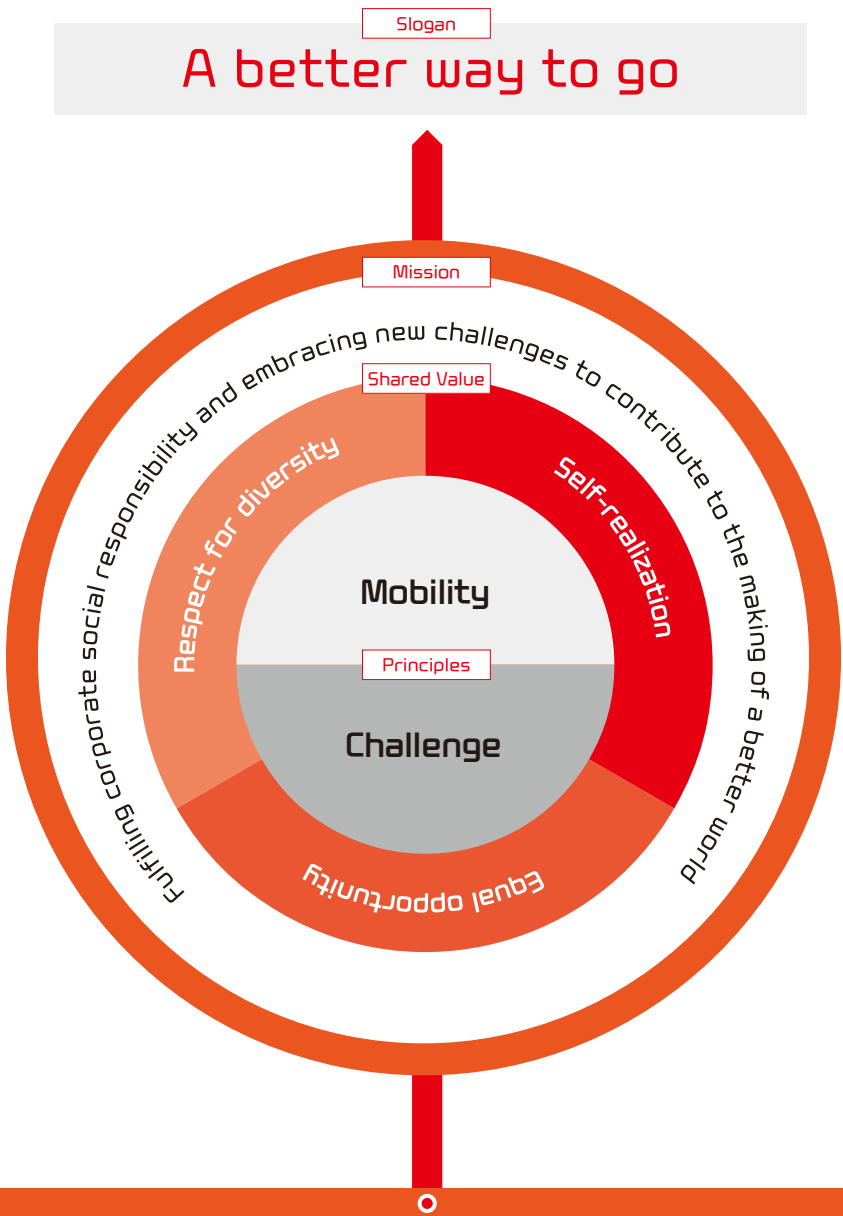 Slogan
A better way to go
Mission
Fulfilling corporate social responsibility and embracing new challenges to contribute to the making of a better world
Shared Value
Respect for diversity
Self-realization
Equal opportunity
Mobility
Principles
Challenge